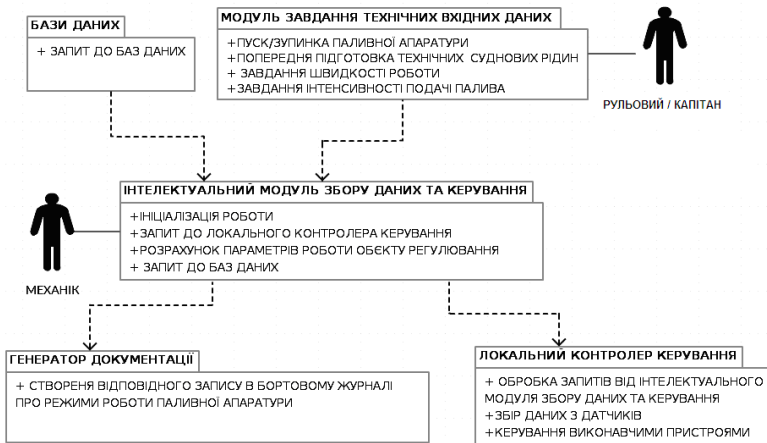 БАЗИ ДАНИХ
+ ЗАПИТ ДО БАЗ ДАНИХ
МОДУЛЬ ЗАВДАННЯ ТЕХНІЧНИХ ВХІДНИХ ДАНИХ
+ПУСК/ЗУПИНКА ПАЛИВНОЇ АПАРАТУРИ
+ПОПЕРЕДНЯ ПІДГОТОВКА ТЕХНІЧНИХ СУДНОВИХ РІДИН
+ ЗАВДАННЯ ШВИДКОСТІ РОБОТИ
+ЗАВДАННЯ ІНТЕНСИВНОСТІ ПОДАЧІ ПАЛИВА
РУЛЬОВИЙ / КАПІТАН
ІНТЕЛЕКТУАЛЬНИЙ МОДУЛЬ ЗБОРУ ДАНИХ ТА КЕРУВАННЯ
+ІНІЦІАЛІЗАЦІЯ РОБОТИ
+ЗАПИТ ДО ЛОКАЛЬНОГО КОНТРОЛЕРА КЕРУВАННЯ
+РОЗРАХУНОК ПАРАМЕТРІВ РОБОТИ ОБЄКТУ РЕГУЛЮВАННЯ
+ ЗАПИТ ДО БАЗ ДАНИХ
МЕХАНІК
ГЕНЕРАТОР ДОКУМЕНТАЦІЇ
+ СТВОРЕНЯ ВІДПОВІДНОГО ЗАПИСУ В БОРТОВОМУ ЖУРНАЛІ
ПРО РЕЖИМИ РОБОТИ ПАЛИВНОЇ АПАРАТУРИ
ЛОКАЛЬНИЙ КОНТРОЛЕР КЕРУВАННЯ
+ ОБРОБКА ЗАПИТІВ ВІД ІНТЕЛЕКТУАЛЬНОГО
МОДУЛЯ ЗБОРУ ДАНИХ ТА КЕРУВАННЯ
+ЗБІР ДАНИХ З ДАТЧИКІВ
+КЕРУВАННЯ ВИКОНАВЧИМИ ПРИСТРОЯМИ